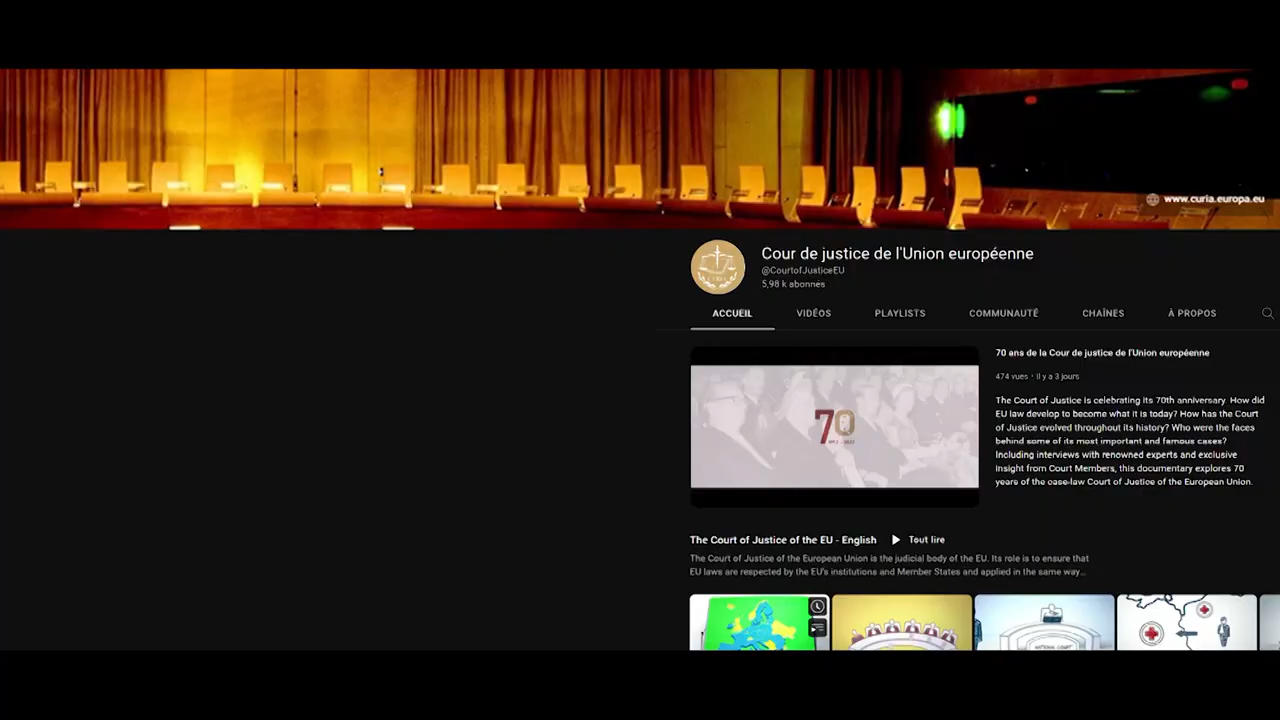 www.curia.europa.eu
Cour de justice de l'Union européenne
@CourtofJusticeEU
5,98 k abonnés
ACCUEIL
VIDÉOS
PLAYLISTS
COMMUNAUTÉ
CHAÎNES
À PROPOS
70
70 ans de la Cour de justice de l'Union européenne
474 vues • il y a 3 jours
The Court of Justice is celebrating its 70th anniversary. How did
EU law develop to become what it is today? How has the Court
of Justice evolved throughout its history? Who were the faces
behind some of its most important and famous cases?
Including interviews with renowned experts and exclusive
insight from Court Members, this documentary explores 70
years of the case-law Court of Justice of the European Union.
The Court of Justice of the EU - English
Tout lire
The Court of Justice of the European Union is the judicial body of the EU. Its role is to ensure that
EU laws are respected by the EU's institutions and Member States and applied in the same way...
NATIONAL COURT